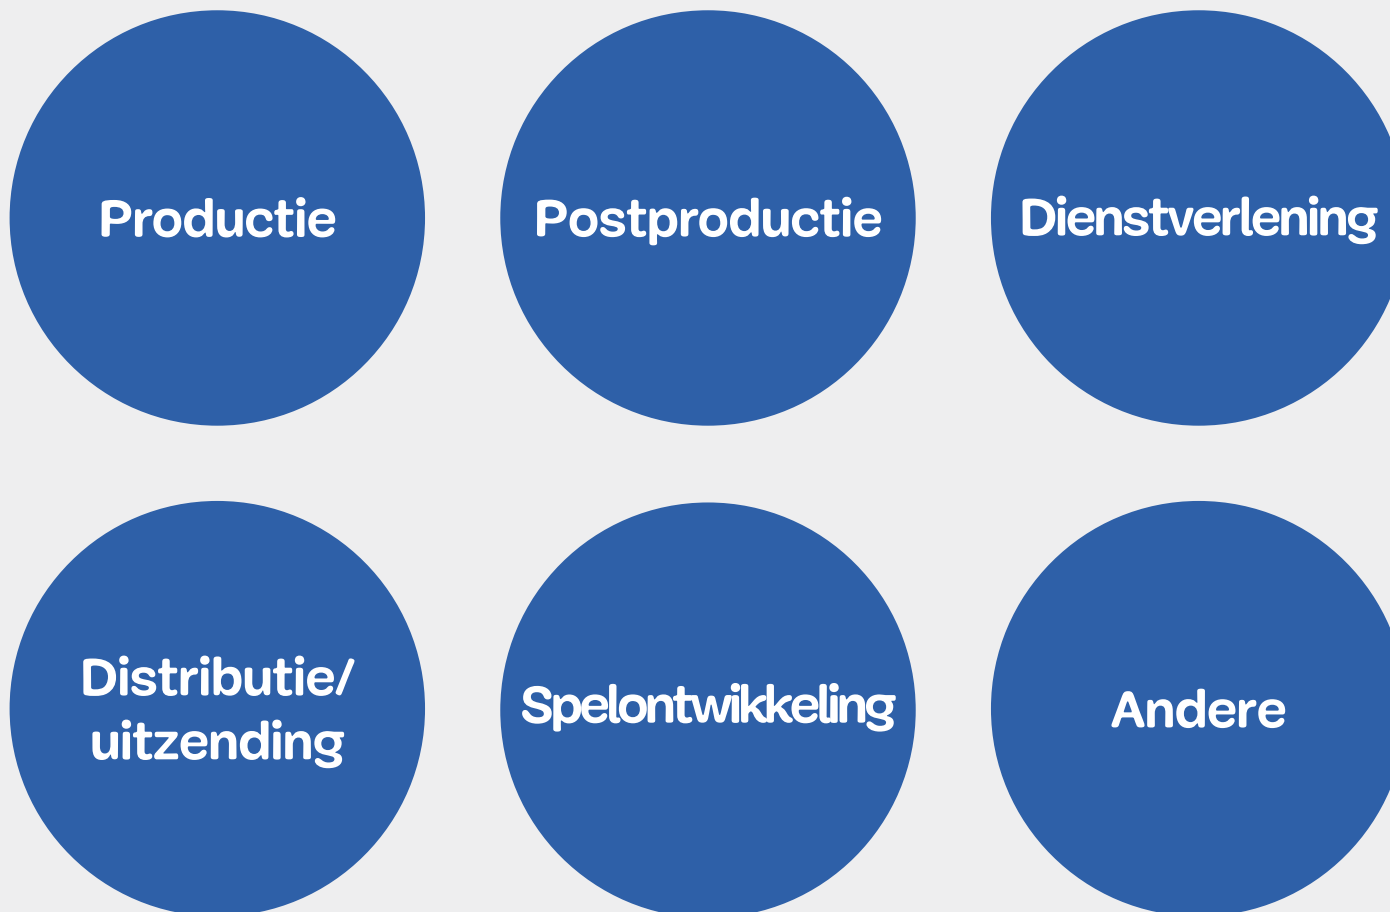 Productie
Postproductie
Dienstverlening
Distributie/
uitzending
Spelontwikkeling
Andere